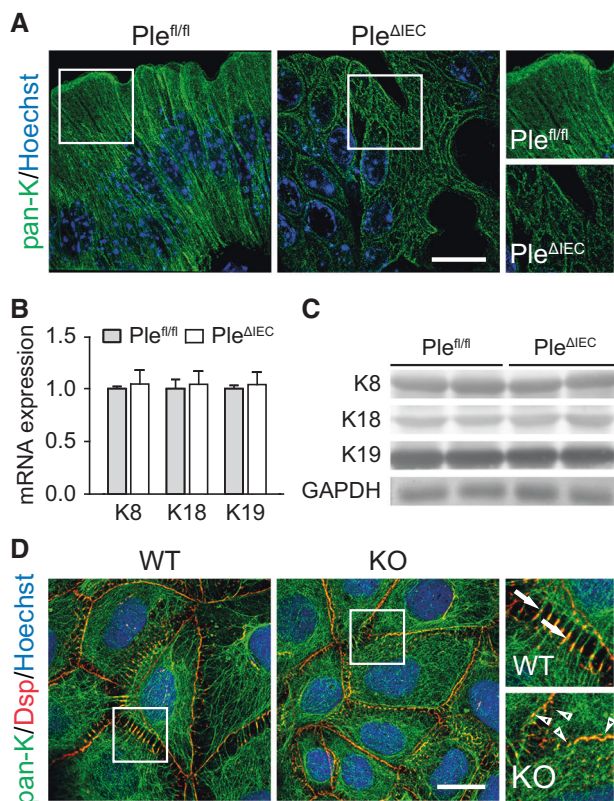 A
Ple^fl/fl
Ple^ΔIEC
pan-K/Hoechst
Ple^fl/fl
Ple^ΔIEC
B
mRNA expression
1.5
1.0
0.5
0.0
Ple^fl/fl
Ple^ΔIEC
K8
K18
K19
C
Ple^fl/fl
Ple^ΔIEC
K8
K18
K19
GAPDH
D
WT
KO
pan-K/Dsp/Hoechst
WT
KO